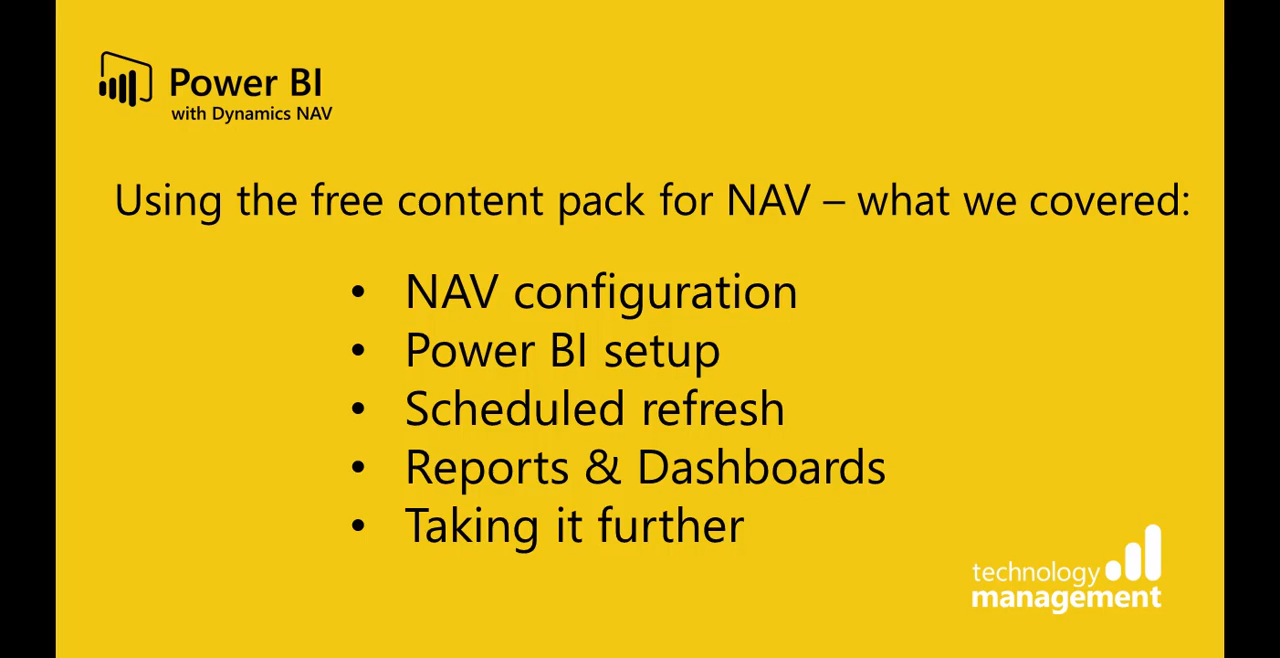 Power BI
with Dynamics NAV
Using the free content pack for NAV – what we covered:
• NAV configuration
• Power BI setup
• Scheduled refresh
• Reports & Dashboards
• Taking it further
technology
management